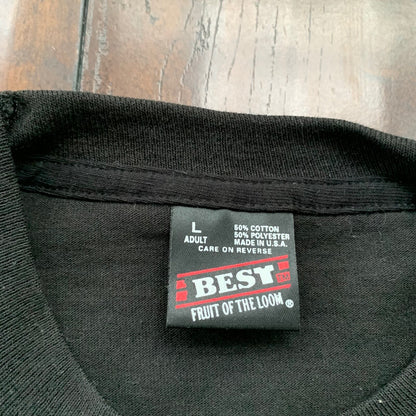 L
ADULT
50% COTTON
50% POLYESTER
MADE IN U.S.A.
CARE ON REVERSE
BEST
FRUIT OF THE LOOM®